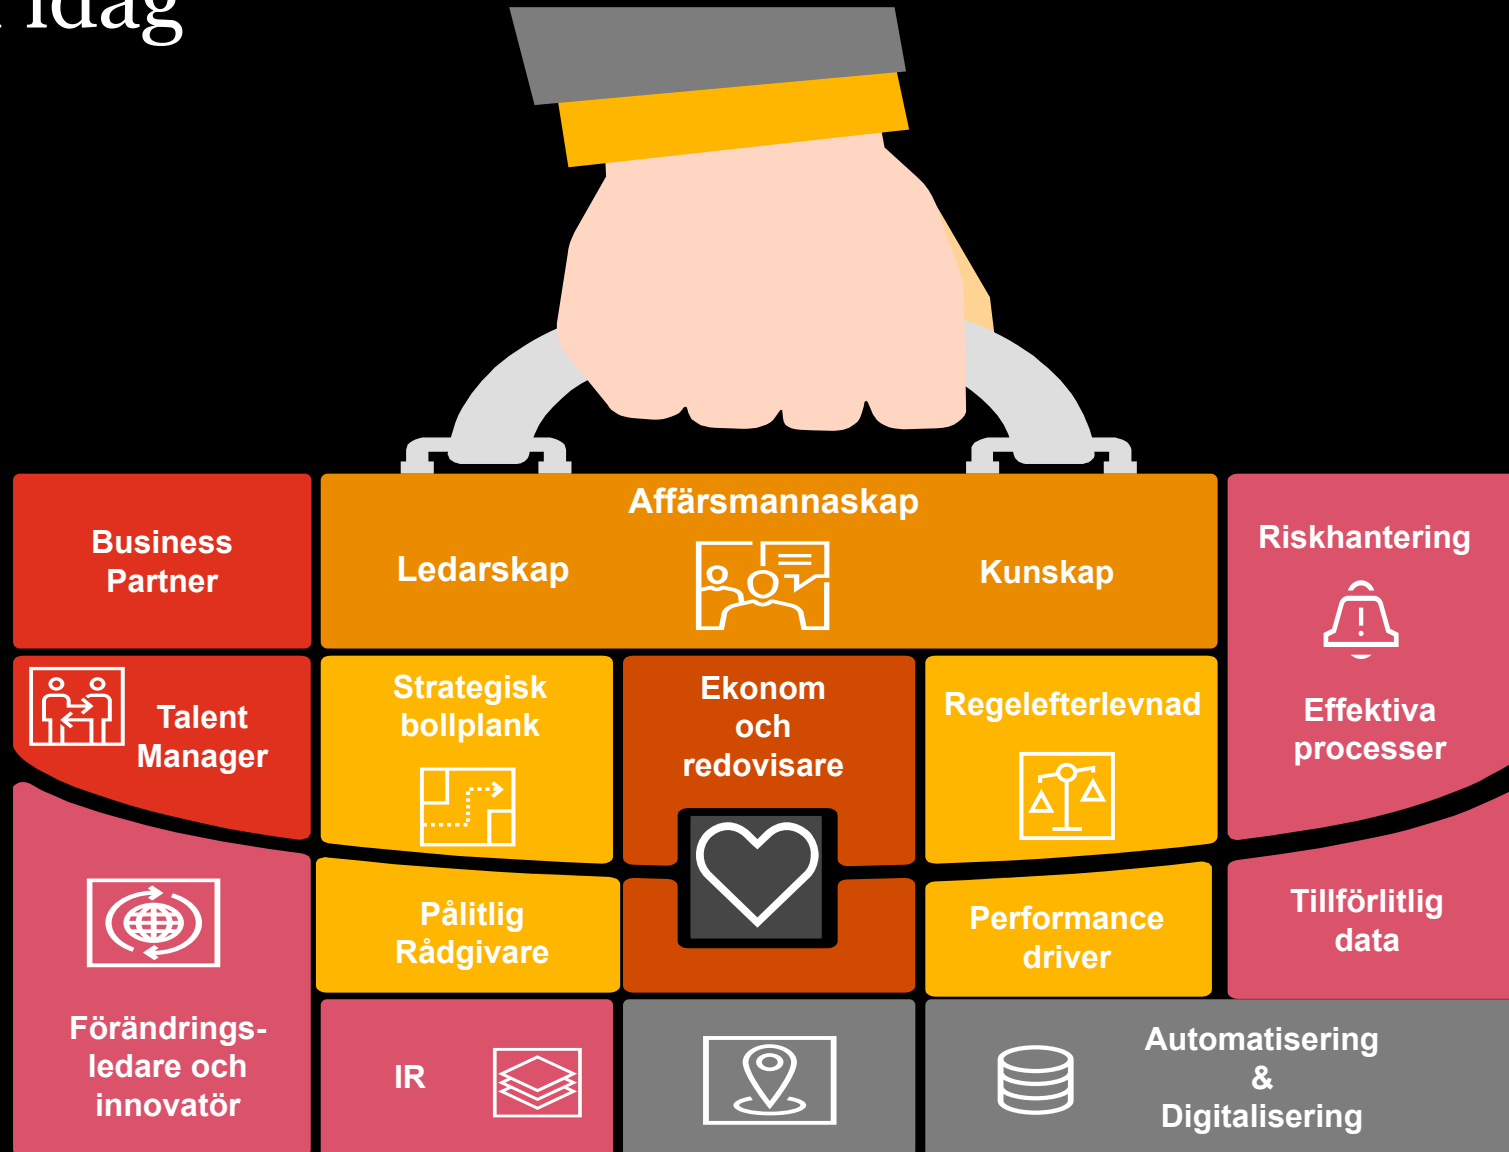 idag
Business
Partner
Affärsmannaskap
Ledarskap
Kunskap
Riskhantering
Talent
Manager
Strategisk
bollplank
Ekonom
och
redovisare
Regelefterlevnad
Effektiva
processer
Förändrings-
ledare och
innovatör
Pålitlig
Rådgivare
Performance
driver
Tillförlitlig
data
IR
Automatisering
&
Digitalisering